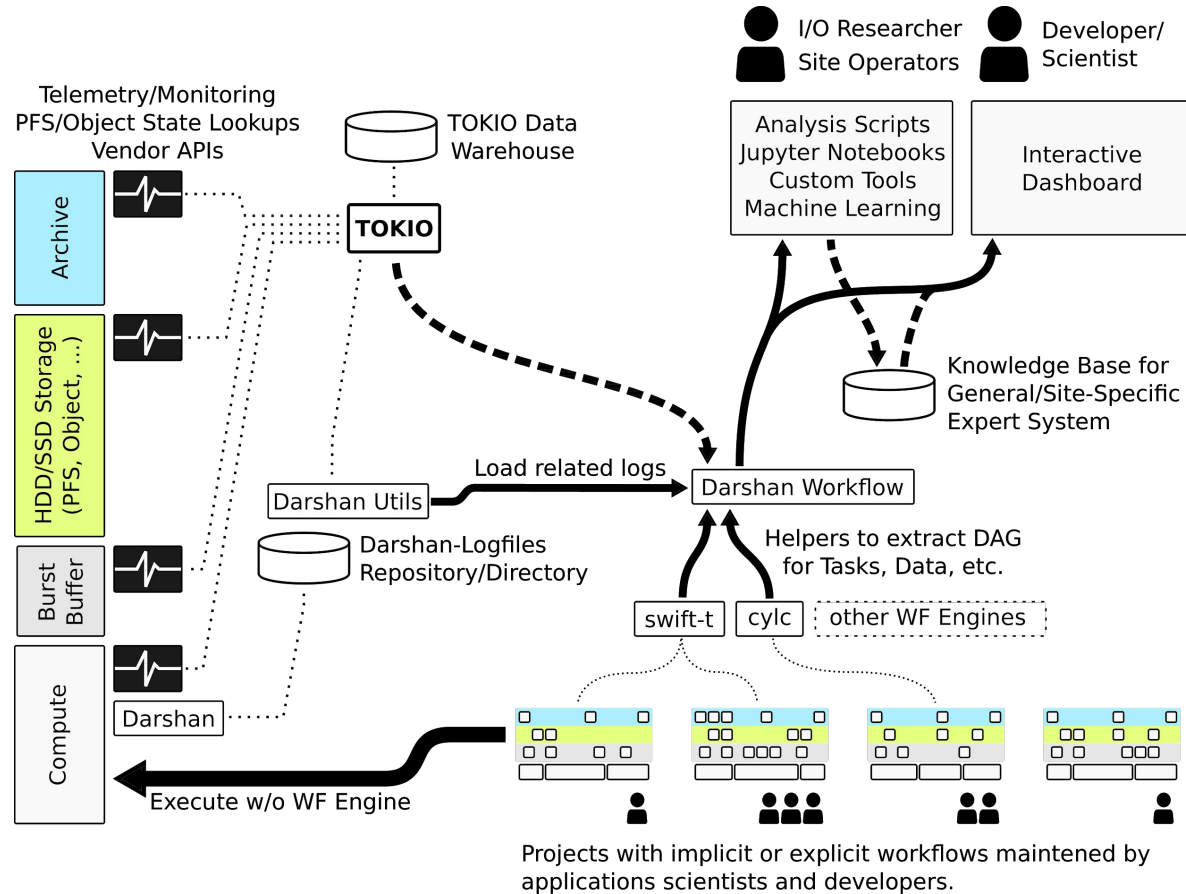 I/O Researcher
Site Operators
Developer/
Scientist
Telemetry/Monitoring
PFS/Object State Lookups
Vendor APIs
TOKIO Data
Warehouse
Analysis Scripts
Jupyter Notebooks
Custom Tools
Machine Learning
Interactive
Dashboard
Archive
TOKIO
HDD/SSD Storage
(PFS, Object, ...)
Knowledge Base for
General/Site-Specific
Expert System
Load related logs
Darshan Utils
Darshan Workflow
Darshan-Logfiles
Repository/Directory
Helpers to extract DAG
for Tasks, Data, etc.
Burst
Buffer
swift-t
cylc
other WF Engines
Compute
Darshan
Execute w/o WF Engine
Projects with implicit or explicit workflows maintened by
applications scientists and developers.